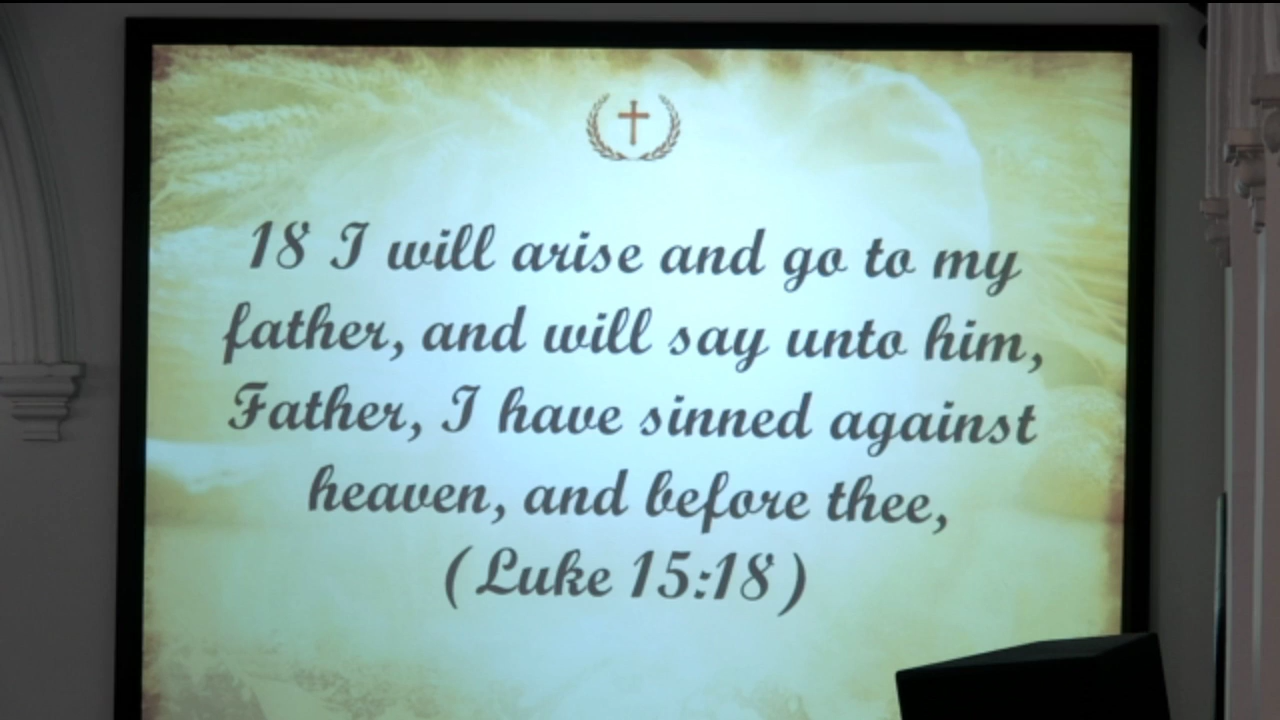 18 I will arise and go to my
father, and will say unto him,
Father, I have sinned against
heaven, and before thee,
(Luke 15:18)